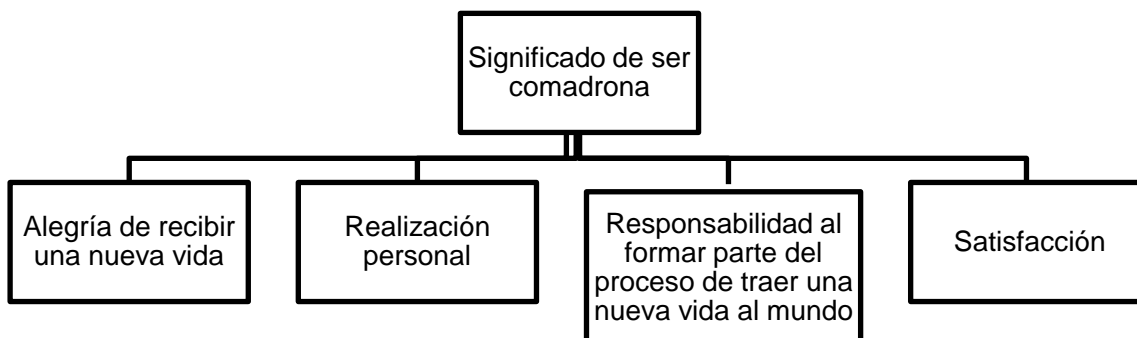 Significado de ser
comadrona
Alegría de recibir
una nueva vida
Realización
personal
Responsabilidad al
formar parte del
proceso de traer una
nueva vida al mundo
Satisfacción